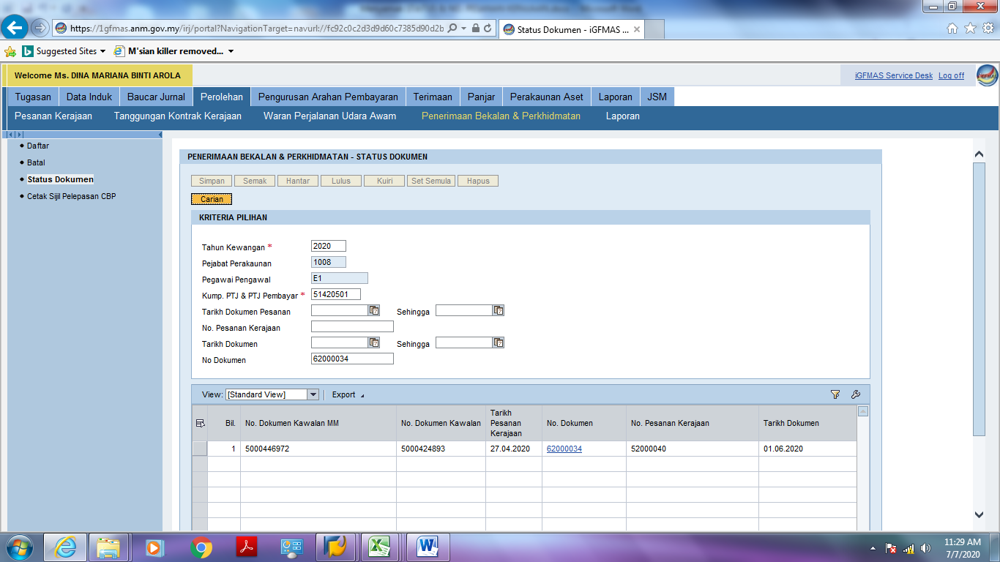 https://1gfmas.anm.gov.my/irj/portal?NavigationTarget=navurl://fc92c0c2d3d9d60c7385d90d2b
Status Dokumen - iGFMAS ...
Suggested Sites
M'sian killer removed...
Welcome Ms. DINA MARIANA BINTI AROLA
iGFMAS Service Desk Log off
Tugasan Data Induk Baucar Jurnal Perolehan Pengurusan Arahan Pembayaran Terimaan Panjar Perakaunan Aset Laporan JSM
Pesanan Kerajaan Tanggungan Kontrak Kerajaan Waran Perjalanan Udara Awam Penerimaan Bekalan & Perkhidmatan Laporan
Daftar
Batal
Status Dokumen
Cetak Sijil Pelepasan CBP
PENERIMAAN BEKALAN & PERKHIDMATAN - STATUS DOKUMEN
Simpan Semak Hantar Lulus Kuiri Set Semula Hapus
Carian
KRITERIA PILIHAN
Tahun Kewangan * 2020
Pejabat Perakaunan 1008
Pegawai Pengawal E1
Kump. PTJ & PTJ Pembayar * 51420501
Tarikh Dokumen Pesanan Sehingga
No. Pesanan Kerajaan
Tarikh Dokumen Sehingga
No Dokumen 62000034
View: [Standard View] Export
Bil. No. Dokumen Kawalan MM No. Dokumen Kawalan Tarikh Pesanan Kerajaan No. Dokumen No. Pesanan Kerajaan Tarikh Dokumen
1 5000446972 5000424893 27.04.2020 62000034 52000040 01.06.2020
11:29 AM
7/7/2020